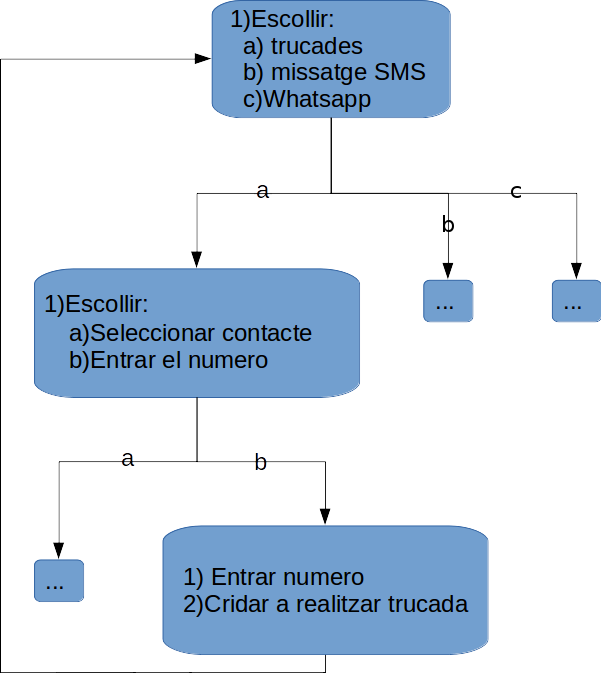 1)Escollir:
a) trucades
b) missatge SMS
c)Whatsapp
a
c
b
1)Escollir:
a)Seleccionar contacte
b)Entrar el numero
...
...
a
b
...
1) Entrar numero
2)Cridar a realitzar trucada